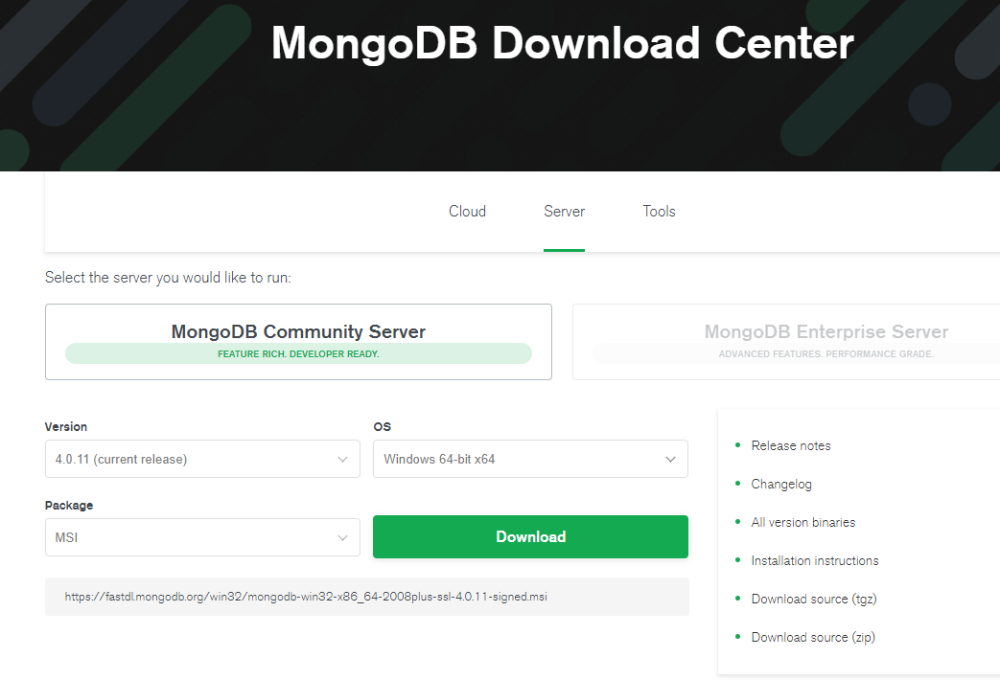 MongoDB Download Center
Cloud Server Tools
Select the server you would like to run:
MongoDB Community Server
FEATURE RICH. DEVELOPER READY.
MongoDB Enterprise Server
ADVANCED FEATURES. PERFORMANCE GRADE.
Version
4.0.11 (current release)
OS
Windows 64-bit x64
Package
MSI
Download
https://fastdl.mongodb.org/win32/mongodb-win32-x86_64-2008plus-ssl-4.0.11-signed.msi
Release notes
Changelog
All version binaries
Installation instructions
Download source (tgz)
Download source (zip)